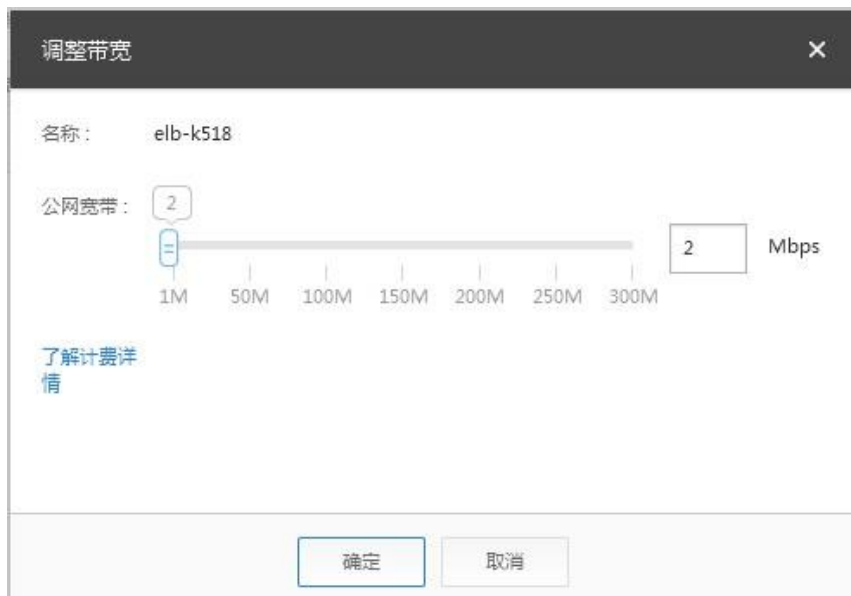 调整带宽 ×
名称： elb-k518
公网宽带： 2
2 Mbps
1M 50M 100M 150M 200M 250M 300M
了解计费详
情
确定 取消